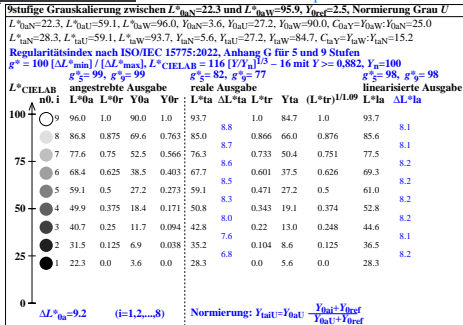 9stufige Grauskalierung zwischen L*0aN=22.3 und L*0aW=95.9, Y0ref=2.5, Normierung Grau U
L*0aN=22.3, L*0aU=59.1, L*0aW=96.0, Y0aN=3.6, Y0aU=27.2, Y0aW=90.0, C0aY=Y0aW:Y0aN=25.0
L*taN=28.3, L*taU=59.1, L*taW=93.7, YtaN=5.6, YtaU=27.2, YtaW=84.7, CtaY=YtaW:YtaN=15.2
Regularitätsindex nach ISO/IEC 15775:2022, Anhang G für 5 und 9 Stufen
g* = 100 [ΔL*min] / [ΔL*max], L*CIELAB = 116 [Y/Yn]1/3 – 16 mit Y >= 0,882, Yn=100
g*5= 99, g*9= 99 g*5= 82, g*9= 77 g*5= 98, g*9= 98
L*CIELAB angestrebte Ausgabe reale Ausgabe linearisierte Ausgabe
n0. i L*0a L*0r Y0a Y0r L*ta ΔL*ta L*tr Yta (L*tr)1/1.09 L*la ΔL*la
100 9 96.0 1.0 90.0 1.0 93.7 1.0 84.7 1.0 93.7
8.8 8.1
8 86.8 0.875 69.6 0.763 85.0 0.866 66.0 0.876 85.6
8.7 8.1
75 7 77.6 0.75 52.5 0.566 76.3 0.733 50.4 0.751 77.5
8.6 8.2
6 68.4 0.625 38.5 0.403 67.7 0.601 37.5 0.626 69.3
8.5 8.2
5 59.1 0.5 27.2 0.273 59.1 0.471 27.2 0.5 61.0
8.3 8.2
50 4 49.9 0.375 18.4 0.171 50.8 0.343 19.1 0.374 52.8
8.0 8.2
3 40.7 0.25 11.7 0.094 42.8 0.22 13.0 0.248 44.6
7.6 8.1
25 2 31.5 0.125 6.9 0.038 35.2 0.104 8.6 0.125 36.5
6.8 8.2
1 22.3 0.0 3.6 0.0 28.3 0.0 5.6 0.0 28.3
0 ΔL*0a=9.2 (i=1,2,...,8) Normierung: YtaiU=Y0aU Y0ai+Y0ref
Y0aU+Y0ref